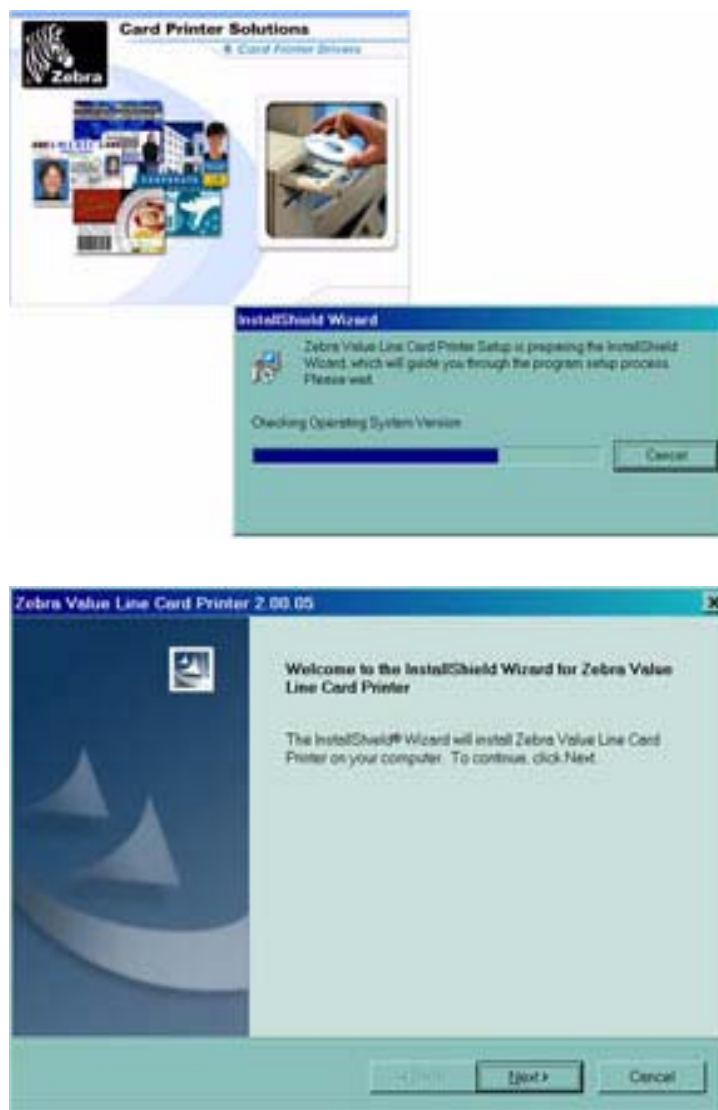 Card Printer Solutions
& Card Printer Drivers
Zebra
CORPORATE
InstallShield Wizard
Zebra Value Line Card Printer Setup is preparing the InstallShield
Wizard, which will guide you through the program setup process.
Please wait.
Checking Operating System Version
Cancel
Zebra Value Line Card Printer 2.00.05
Welcome to the InstallShield Wizard for Zebra Value
Line Card Printer
The InstallShield® Wizard will install Zebra Value Line Card
Printer on your computer. To continue, click Next.
< Back
Next >
Cancel